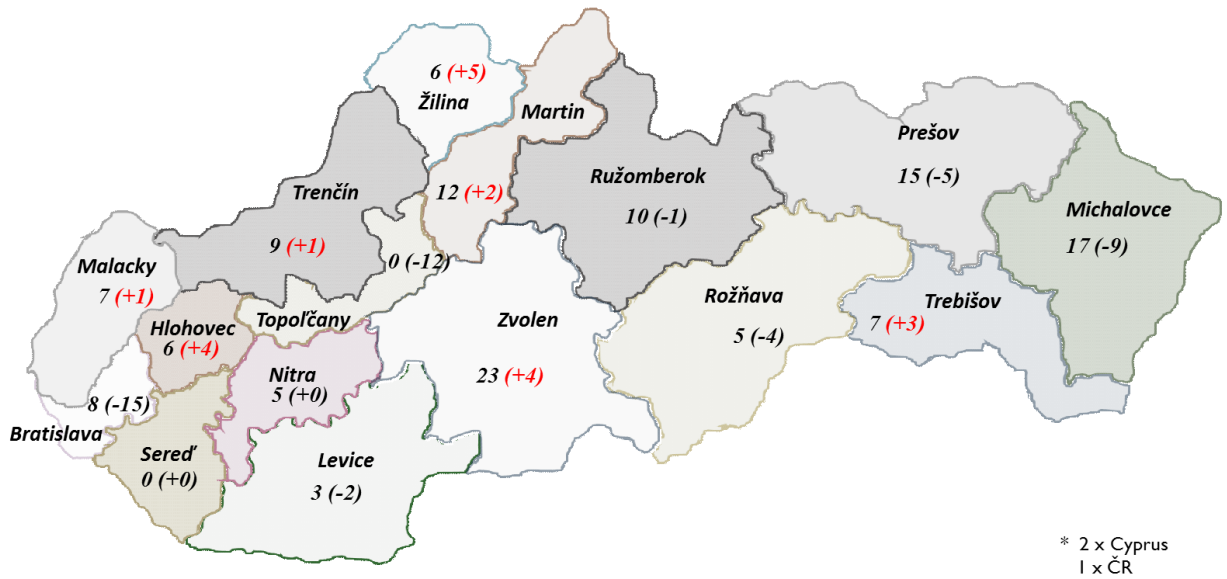 6 (+5)
Žilina
Martin
12 (+2)
Trenčín
9 (+1)
Ružomberok
10 (-1)
Prešov
15 (-5)
Michalovce
17 (-9)
Malacky
7 (+1)
0 (-12)
Topoľčany
Hlohovec
6 (+4)
Nitra
5 (+0)
Zvolen
23 (+4)
Rožňava
5 (-4)
Trebišov
7 (+3)
8 (-15)
Bratislava
Sereď
0 (+0)
Levice
3 (-2)
* 2 x Cyprus
1 x ČR